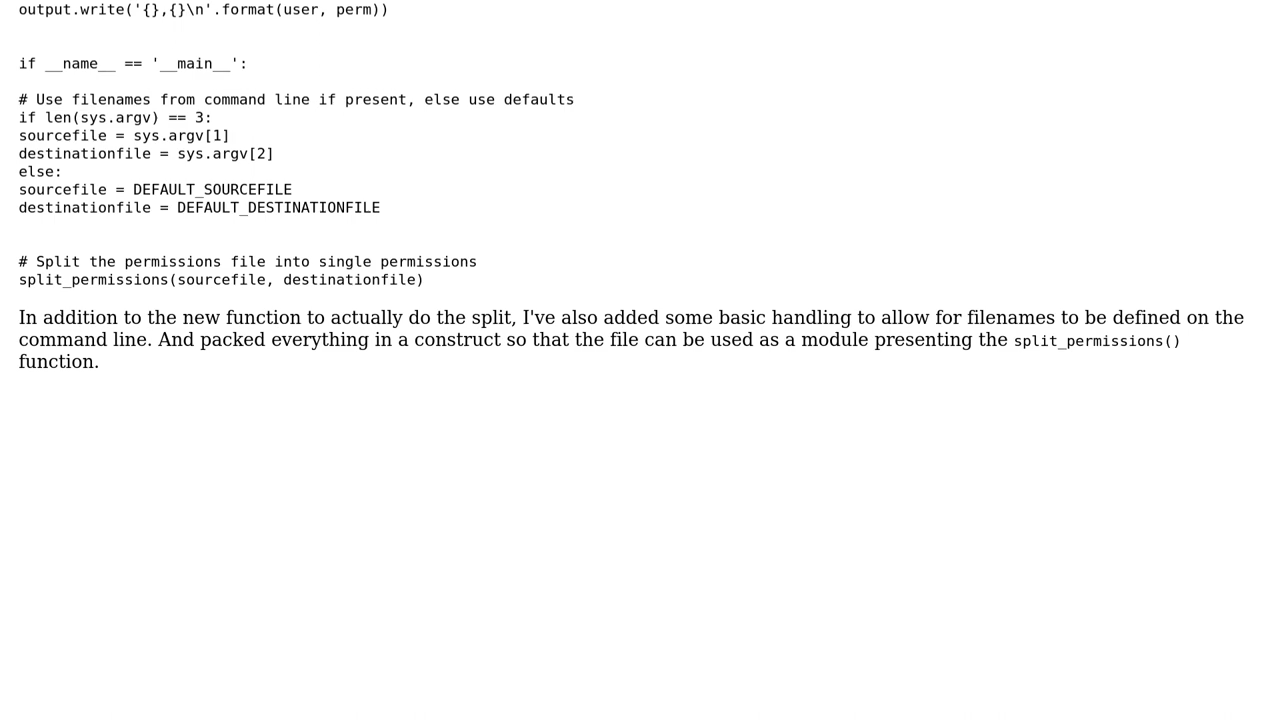 output.write('{},{}\n'.format(user, perm))
if __name__ == '__main__':
# Use filenames from command line if present, else use defaults
if len(sys.argv) == 3:
sourcefile = sys.argv[1]
destinationfile = sys.argv[2]
else:
sourcefile = DEFAULT_SOURCEFILE
destinationfile = DEFAULT_DESTINATIONFILE
# Split the permissions file into single permissions
split_permissions(sourcefile, destinationfile)
In addition to the new function to actually do the split, I've also added some basic handling to allow for filenames to be defined on the
command line. And packed everything in a construct so that the file can be used as a module presenting the split_permissions()
function.